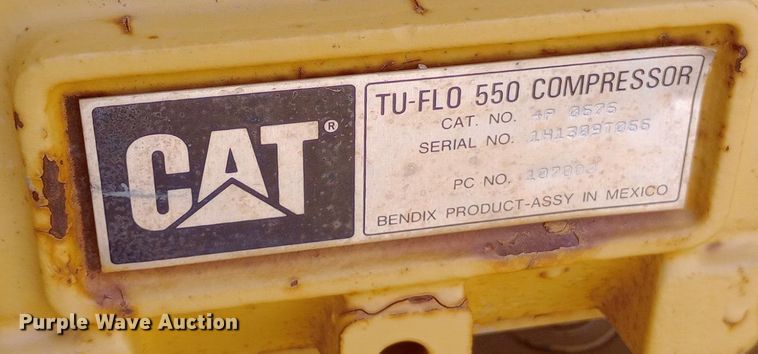 CAT®
TU-FLO 550 COMPRESSOR
CAT. NO.
SERIAL NO.
PC NO.
BENDIX PRODUCT-ASSY IN MEXICO
Purple Wave Auction